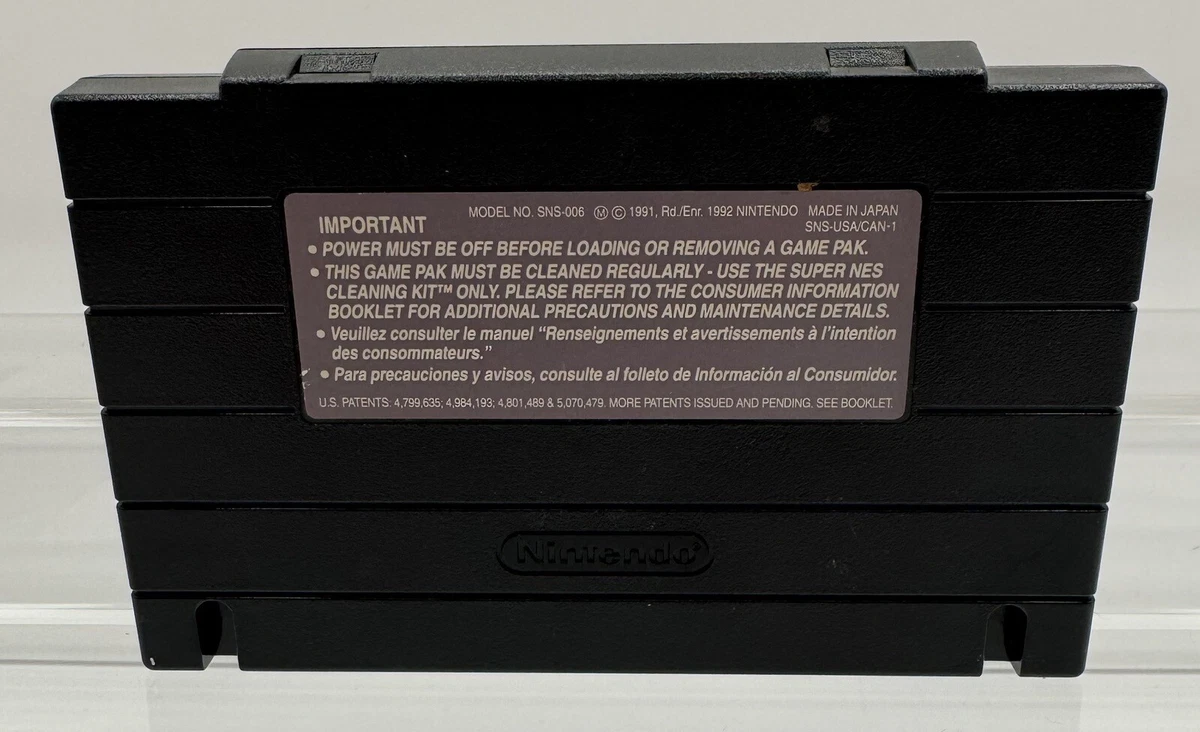 IMPORTANT MODEL NO. SNS-006 Ⓜ © 1991, Rd./Enr. 1992 NINTENDO MADE IN JAPAN
SNS-USA/CAN-1
• POWER MUST BE OFF BEFORE LOADING OR REMOVING A GAME PAK.
• THIS GAME PAK MUST BE CLEANED REGULARLY - USE THE SUPER NES
CLEANING KIT™ ONLY. PLEASE REFER TO THE CONSUMER INFORMATION
BOOKLET FOR ADDITIONAL PRECAUTIONS AND MAINTENANCE DETAILS.
• Veuillez consulter le manuel “Renseignements et avertissements à l'intention
des consommateurs.”
• Para precauciones y avisos, consulte al folleto de Información al Consumidor.
U.S. PATENTS: 4,799,635; 4,984,193; 4,801,489 & 5,070,479. MORE PATENTS ISSUED AND PENDING. SEE BOOKLET.
Nintendo®